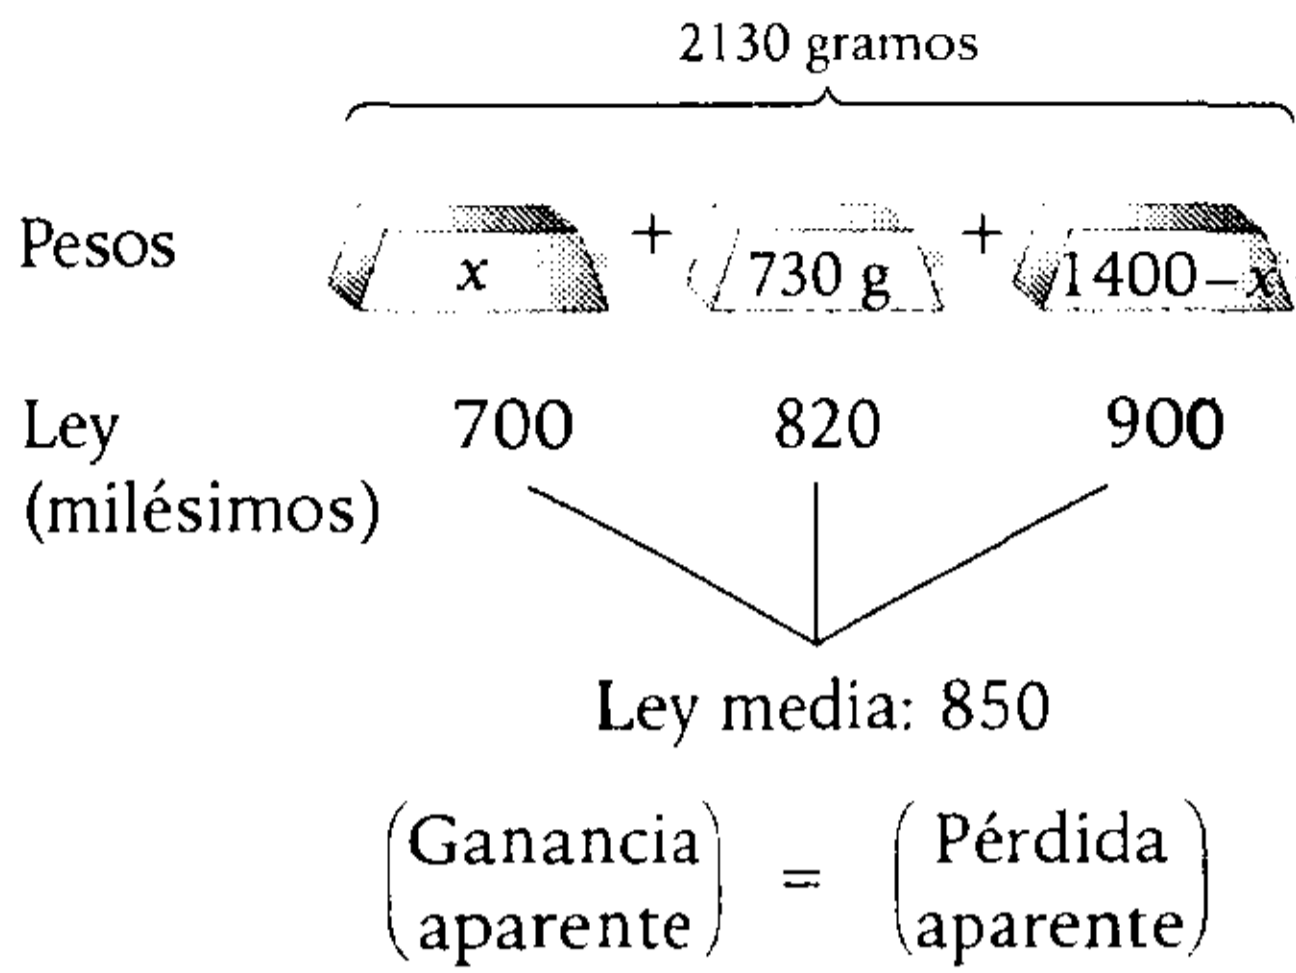 2130 gramos
Pesos x + 730 g + 1400 – x
Ley 700 820 900
(milésimos)
Ley media: 850
(Ganancia aparente) = (Pérdida aparente)